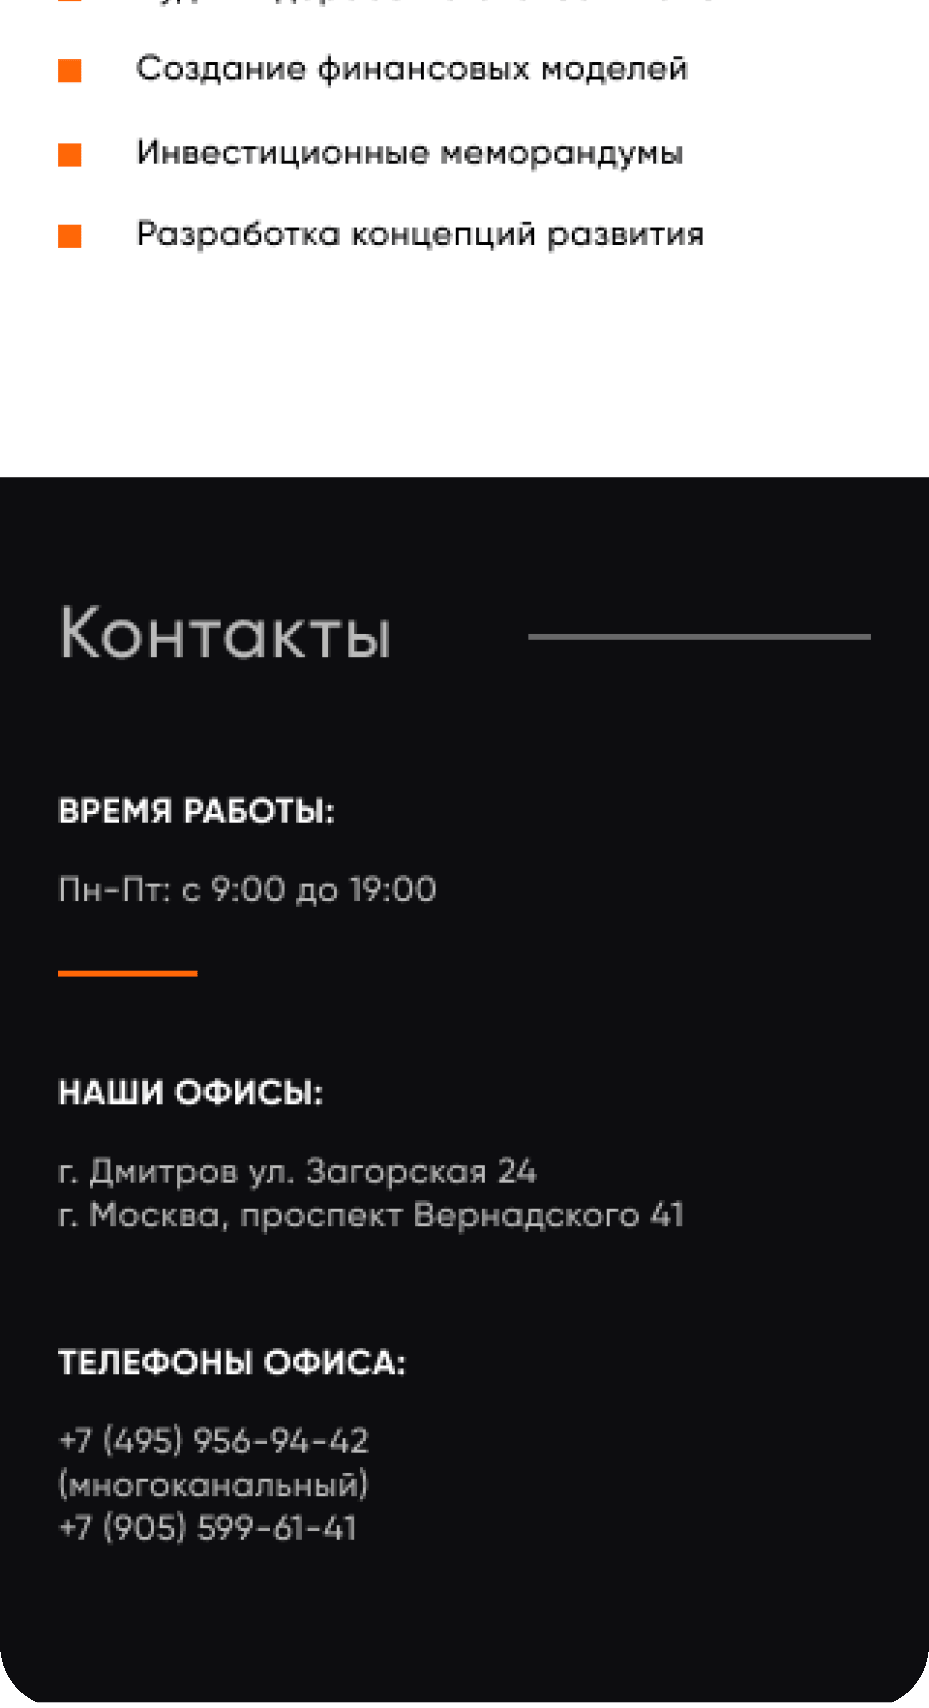 Создание финансовых моделей
Инвестиционные меморандумы
Разработка концепций развития
Контакты
ВРЕМЯ РАБОТЫ:
Пн-Пт: с 9:00 до 19:00
НАШИ ОФИСЫ:
г. Дмитров ул. Загорская 24
г. Москва, проспект Вернадского 41
ТЕЛЕФОНЫ ОФИСА:
+7 (495) 956-94-42
(многоканальный)
+7 (905) 599-61-41